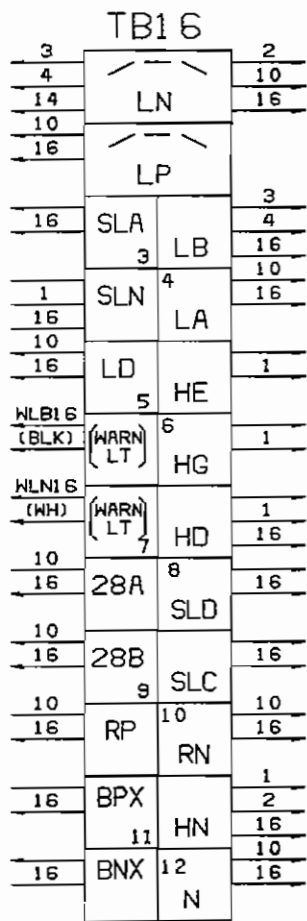 TB16
3 2
4 10
14 LN 16
10
16
LP
3
16 SLA 4
3 LB 16
10
1 SLN 4 16
16 LA
10
16 LD 1
5 HE
WLB16
(BLK) (WARN LT) 6 1
HG
WLN16
(WH) (WARN LT) 1
7 HD 16
10 8
16 28A 16
SLD
10
16 28B 16
9 SLC
10 10 10
16 RP 16
RN
1
16 BPX 2
11 HN 16
10
16 BNX 12 16
N